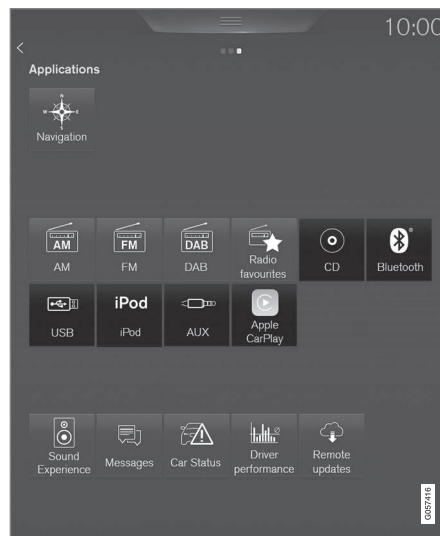 10:00
Applications
N
W E
S
Navigation
AM FM DAB
AM FM DAB Radio favourites CD Bluetooth
iPod
USB iPod AUX Apple CarPlay
Sound Experience Messages Car Status Driver performance Remote updates
G057416